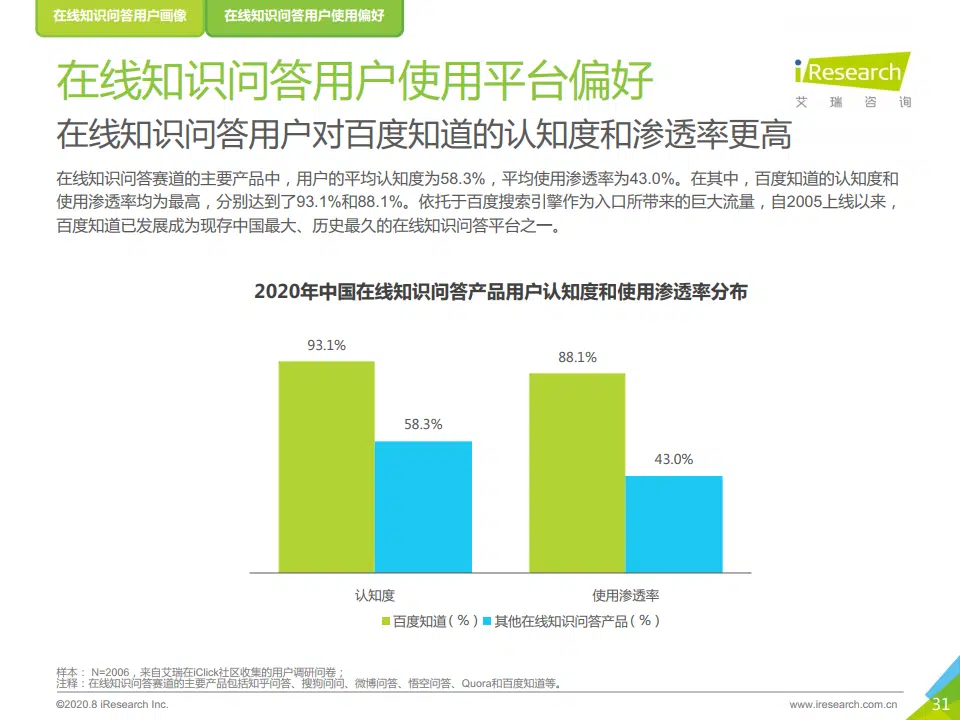 在线知识问答用户画像
在线知识问答用户使用偏好
在线知识问答用户使用平台偏好
iResearch
艾瑞咨询
在线知识问答用户对百度知道的认知度和渗透率更高
在线知识问答赛道的主要产品中，用户的平均认知度为58.3%，平均使用渗透率为43.0%。在其中，百度知道的认知度和
使用渗透率均为最高，分别达到了93.1%和88.1%。依托于百度搜索引擎作为入口所带来的巨大流量，自2005上线以来，
百度知道已发展成为现存中国最大、历史最久的在线知识问答平台之一。
2020年中国在线知识问答产品用户认知度和使用渗透率分布
93.1%
58.3%
88.1%
43.0%
认知度
使用渗透率
百度知道（%）
其他在线知识问答产品（%）
样本： N=2006，来自艾瑞在iClick社区收集的用户调研问卷；
注释：在线知识问答赛道的主要产品包括知乎问答、搜狗问问、微博问答、悟空问答、Quora和百度知道等。
©2020.8 iResearch Inc.
www.iresearch.com.cn
31